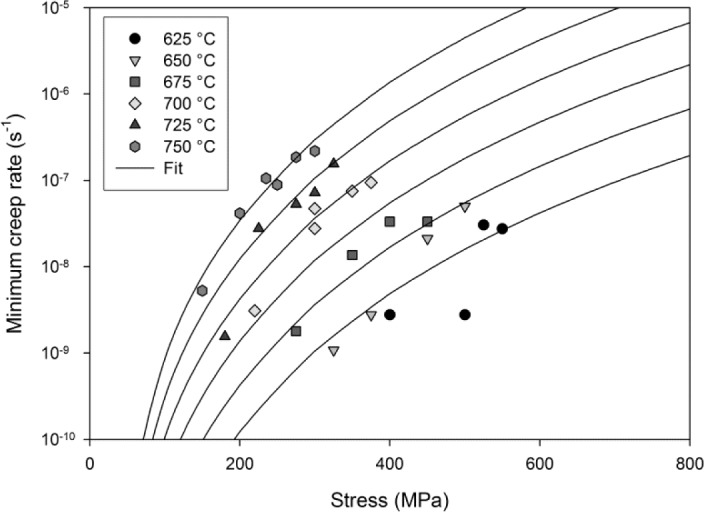 10⁻⁵
10⁻⁶
10⁻⁷
10⁻⁸
10⁻⁹
10⁻¹⁰
Minimum creep rate (s⁻¹)
625 °C
650 °C
675 °C
700 °C
725 °C
750 °C
Fit
0 200 400 600 800
Stress (MPa)